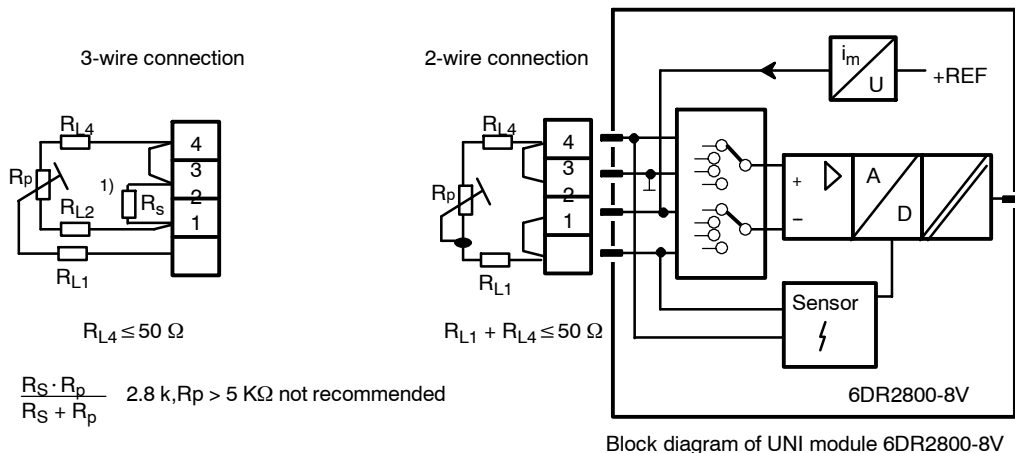 3-wire connection
R_L4
R_p
1)
R_s
R_L2
R_L1
4
3
2
1
R_L4 ≤ 50 Ω
R_S · R_p
R_S + R_p
2.8 k,Rp > 5 KΩ not recommended
2-wire connection
R_L4
R_p
R_L1
4
3
2
1
R_L1 + R_L4 ≤ 50 Ω
i_m
U
+REF
+
−
A
D
Sensor
6DR2800-8V
Block diagram of UNI module 6DR2800-8V